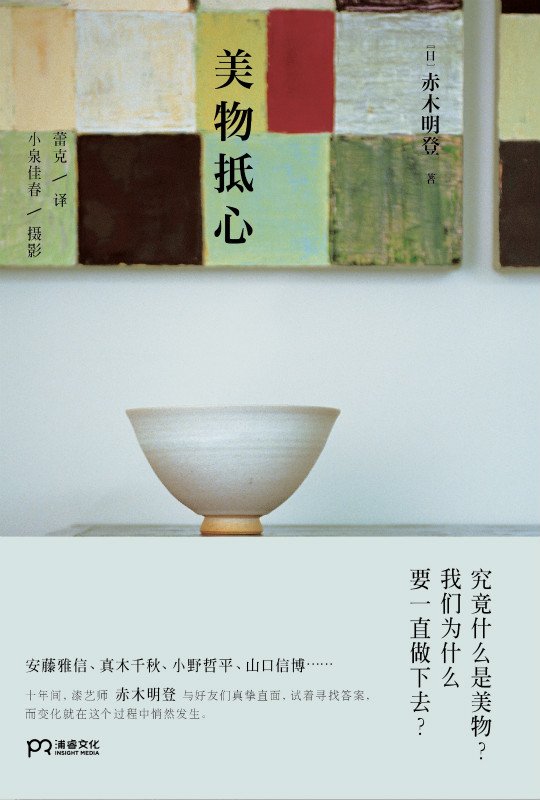 美物抵心
[日] 赤木明登 著
蕾克／译
小泉佳春／摄影
究竟什么是美物？
我们为什么
要一直做下去？
安藤雅信、真木千秋、小野哲平、山口信博……
十年间，漆艺师 赤木明登 与好友们真挚直面，试着寻找答案，
而变化就在这个过程中悄然发生。
浦睿文化
INSIGHT MEDIA